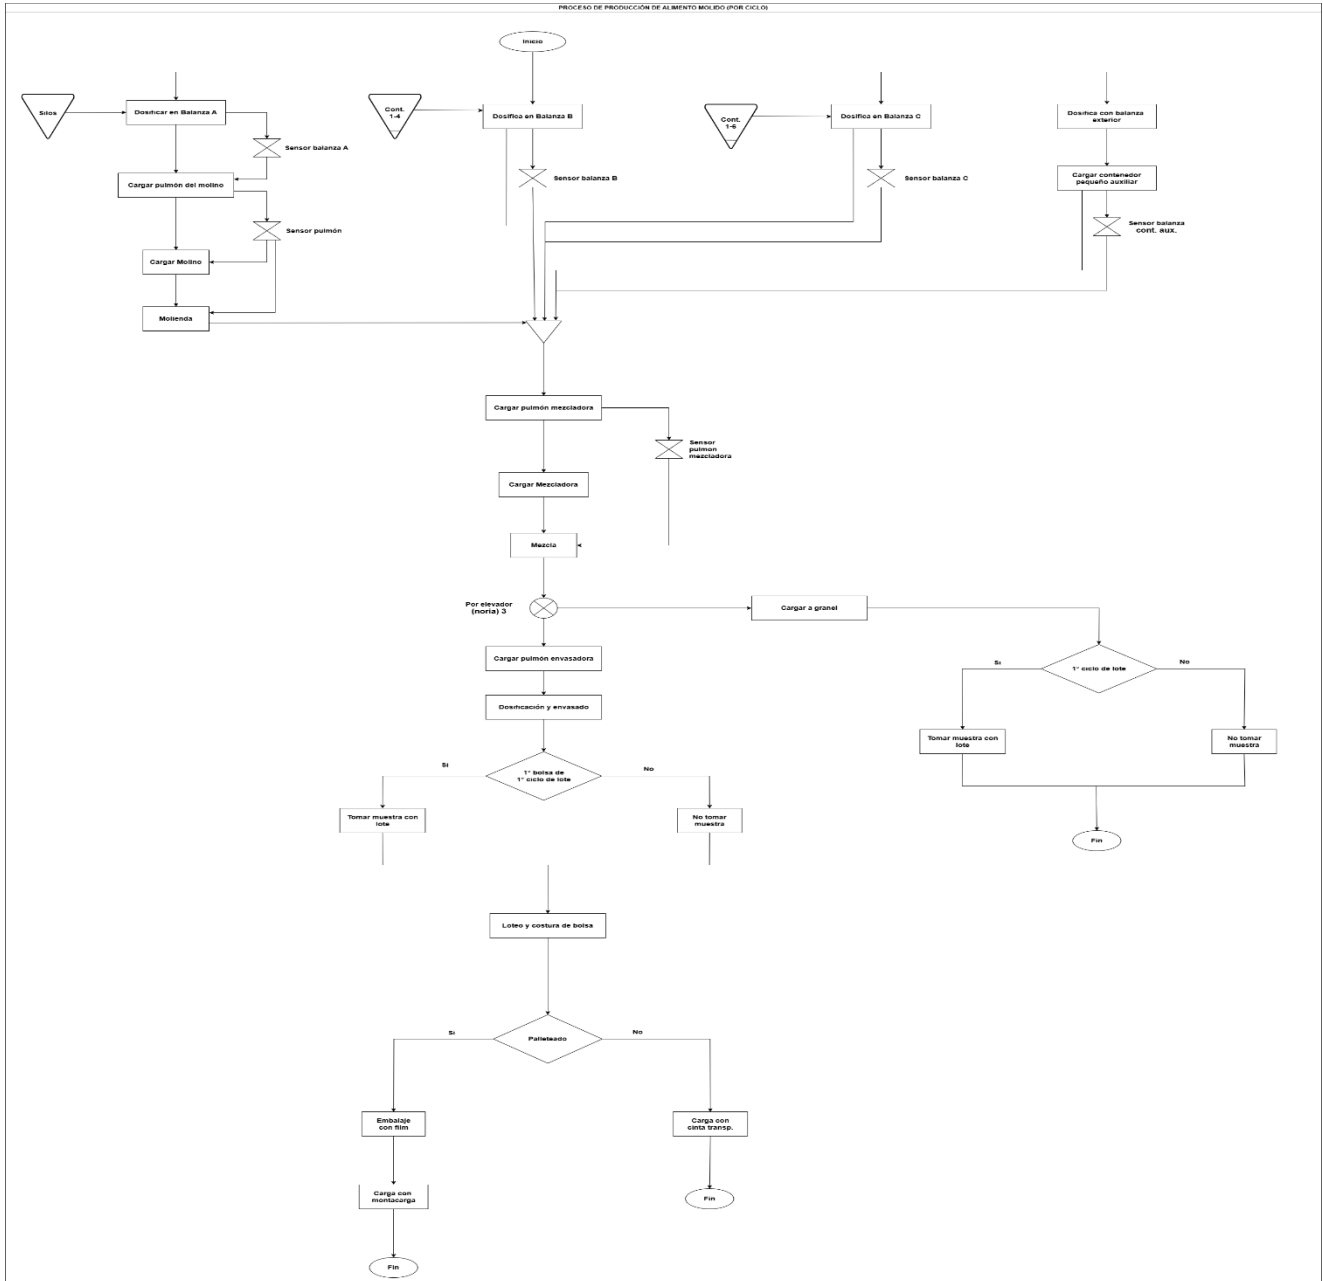 PROCESO DE PRODUCCIÓN DE ALIMENTO MOLIDO (POR CICLO)
Inicio
Silos
Dosificar en Balanza A
Cont.
1-4
Dosifica en Balanza B
Cont.
1-6
Dosifica en Balanza C
Dosifica con balanza
exterior
Sensor balanza A
Cargar pulmón del molino
Sensor balanza B
Sensor balanza C
Cargar contenedor
pequeño auxiliar
Sensor pulmón
Sensor balanza
cont. aux.
Cargar Molino
Molienda
Cargar pulmón mezcladora
Sensor
pulmon
mezcladora
Cargar Mezcladora
Mezcla
Por elevador
(noria) 3
Cargar a granel
Cargar pulmón envasadora
Si
1° ciclo de lote
No
Dosificación y envasado
Tomar muestra con
lote
No tomar
muestra
Si
1° bolsa de
1° ciclo de lote
No
Tomar muestra con
lote
No tomar
muestra
Fin
Loteo y costura de bolsa
Si
Palleteado
No
Embalaje
con film
Carga con
cinta transp.
Carga con
montacarga
Fin
Fin